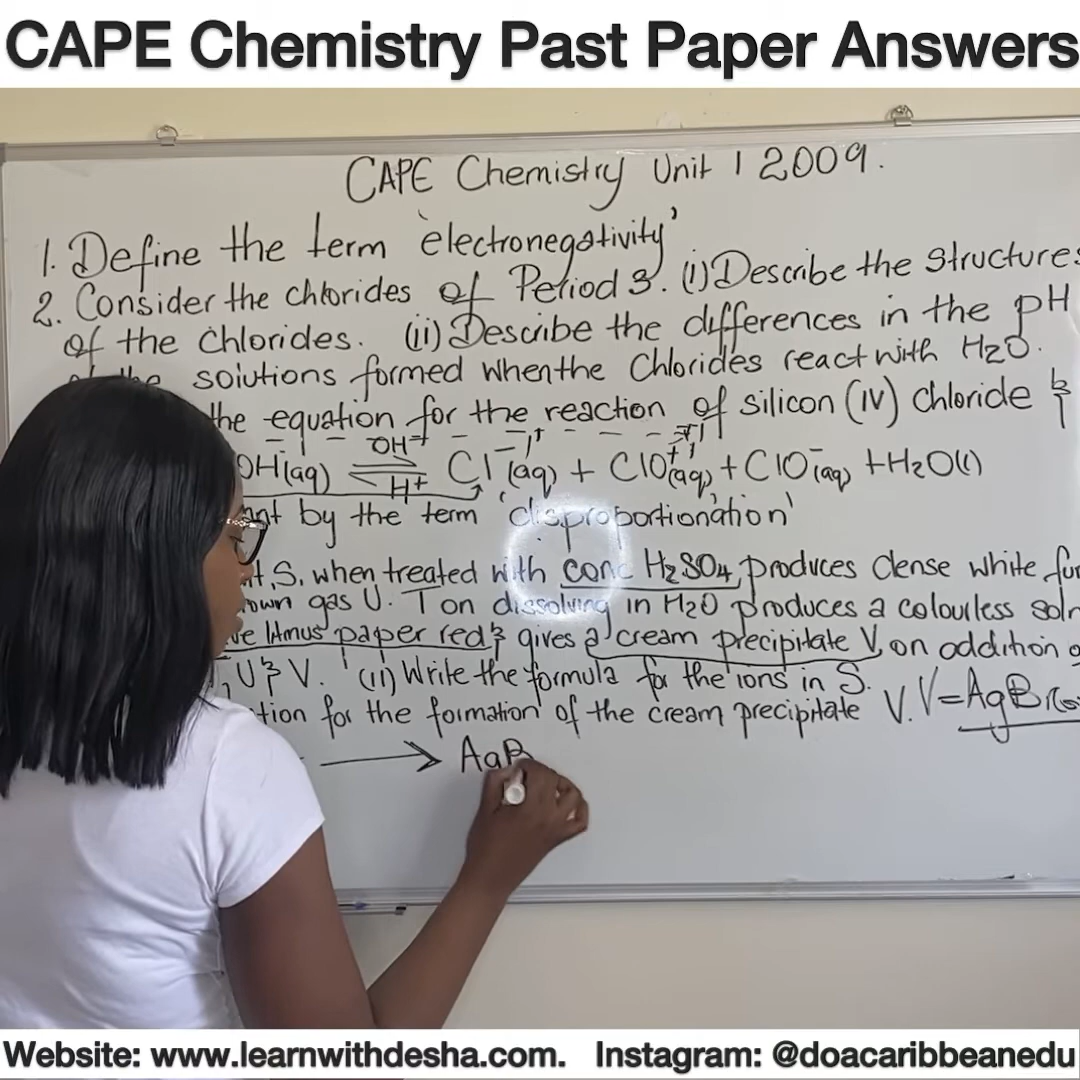 CAPE Chemistry Past Paper Answers
CAPE Chemistry Unit 1 2009.
1. Define the term 'electronegativity'
2. Consider the chlorides of Period 3. (i) Describe the structures
of the chlorides. (ii) Describe the differences in the pH
solutions formed when the Chlorides react with H2O.
the equation for the reaction of silicon (IV) chloride &
OH(aq) ⇌ Cl⁻(aq) + ClO (aq) + ClO⁻(aq) + H2O(l)
OH⁻
H⁺
by the term 'disproportionation'
S, when treated with conc H2SO4, produces dense white
gas U. T on dissolving in H2O produces a colourless soln
litmus paper red & gives a cream precipitate V, on addition
U & V. (ii) Write the formula for the ions in S.
for the formation of the cream precipitate V. V = AgBr
→ AgB
Website: www.learnwithdesha.com. Instagram: @doacaribbeanedu